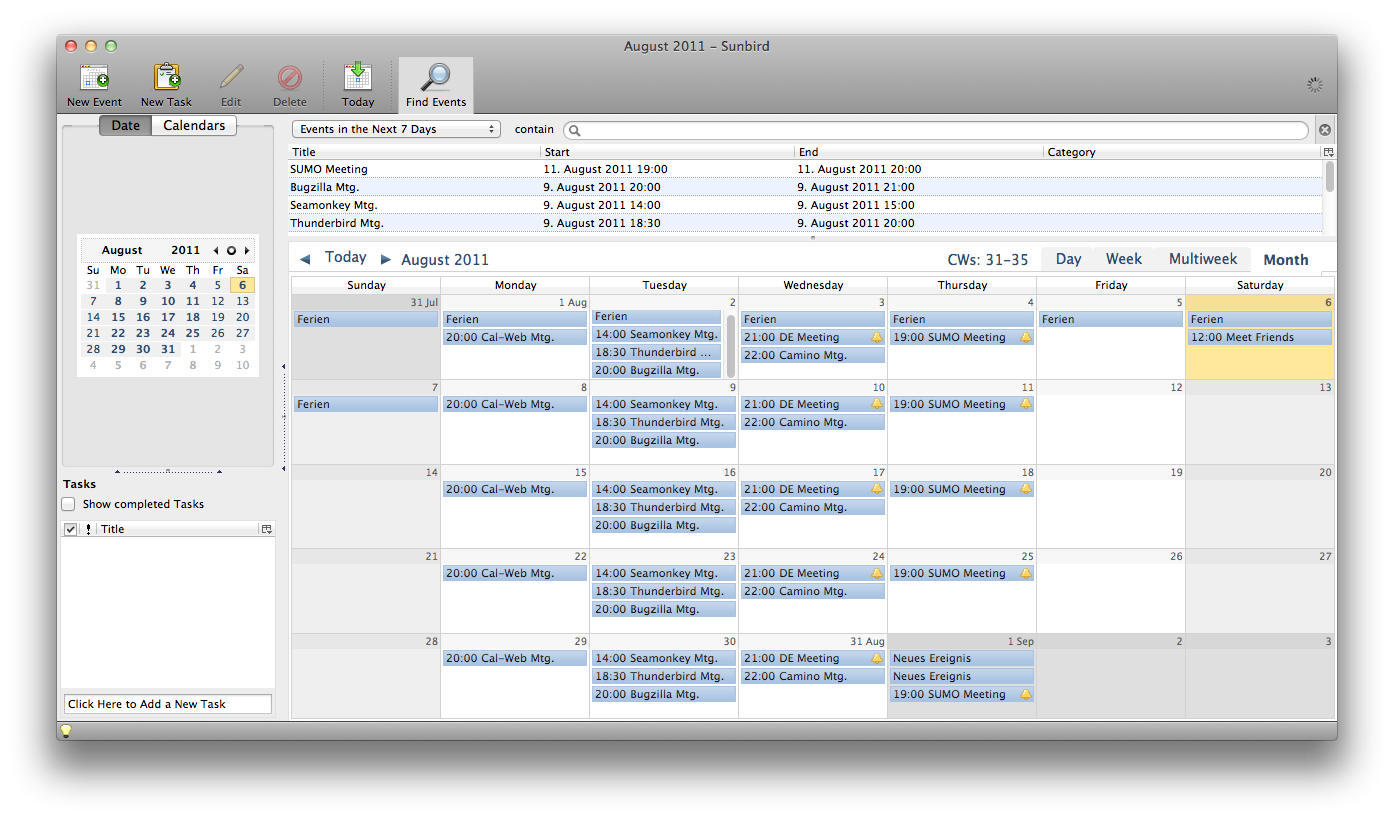 August 2011 – Sunbird
New Event New Task Edit Delete Today Find Events
Date Calendars
Events in the Next 7 Days contain
Title Start End Category
SUMO Meeting 11. August 2011 19:00 11. August 2011 20:00
Bugzilla Mtg. 9. August 2011 20:00 9. August 2011 21:00
Seamonkey Mtg. 9. August 2011 14:00 9. August 2011 15:00
Thunderbird Mtg. 9. August 2011 18:30 9. August 2011 20:00
August 2011
Su Mo Tu We Th Fr Sa
31 1 2 3 4 5 6
7 8 9 10 11 12 13
14 15 16 17 18 19 20
21 22 23 24 25 26 27
28 29 30 31 1 2 3
4 5 6 7 8 9 10
Tasks
Show completed Tasks
Title
Click Here to Add a New Task
Today August 2011 CWs: 31-35 Day Week Multiweek Month
Sunday Monday Tuesday Wednesday Thursday Friday Saturday
31 Jul 1 Aug 2 3 4 5 6
Ferien Ferien Ferien Ferien Ferien Ferien Ferien
20:00 Cal-Web Mtg. 14:00 Seamonkey Mtg. 21:00 DE Meeting 19:00 SUMO Meeting 12:00 Meet Friends
18:30 Thunderbird ... 22:00 Camino Mtg.
20:00 Bugzilla Mtg.
7 8 9 10 11 12 13
Ferien 20:00 Cal-Web Mtg. 14:00 Seamonkey Mtg. 21:00 DE Meeting 19:00 SUMO Meeting
18:30 Thunderbird Mtg. 22:00 Camino Mtg.
20:00 Bugzilla Mtg.
14 15 16 17 18 19 20
20:00 Cal-Web Mtg. 14:00 Seamonkey Mtg. 21:00 DE Meeting 19:00 SUMO Meeting
18:30 Thunderbird Mtg. 22:00 Camino Mtg.
20:00 Bugzilla Mtg.
21 22 23 24 25 26 27
20:00 Cal-Web Mtg. 14:00 Seamonkey Mtg. 21:00 DE Meeting 19:00 SUMO Meeting
18:30 Thunderbird Mtg. 22:00 Camino Mtg.
20:00 Bugzilla Mtg.
28 29 30 31 Aug 1 Sep 2 3
20:00 Cal-Web Mtg. 14:00 Seamonkey Mtg. 21:00 DE Meeting Neues Ereignis
18:30 Thunderbird Mtg. 22:00 Camino Mtg. Neues Ereignis
20:00 Bugzilla Mtg. 19:00 SUMO Meeting